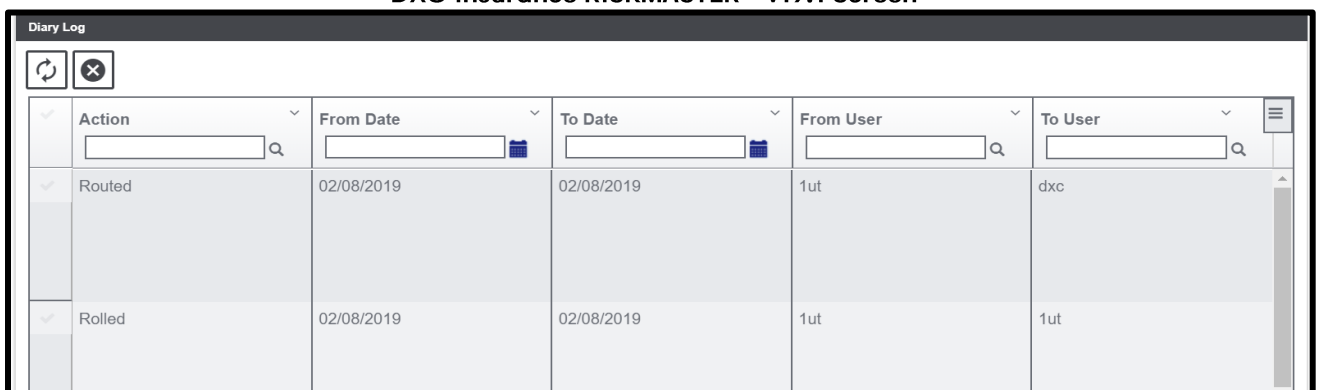 Diary Log
Action From Date To Date From User To User
Routed 02/08/2019 02/08/2019 1ut dxc
Rolled 02/08/2019 02/08/2019 1ut 1ut